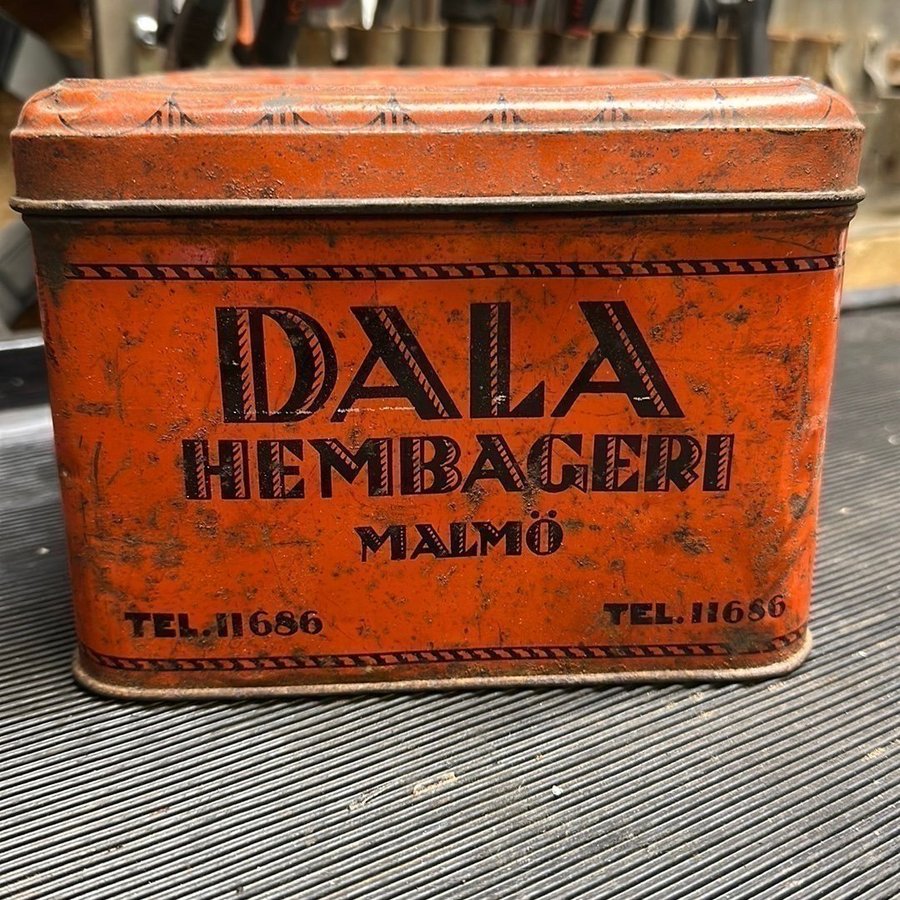 DALA
HEMBAGERI
MALMÖ
TEL. 11686 TEL. 11686